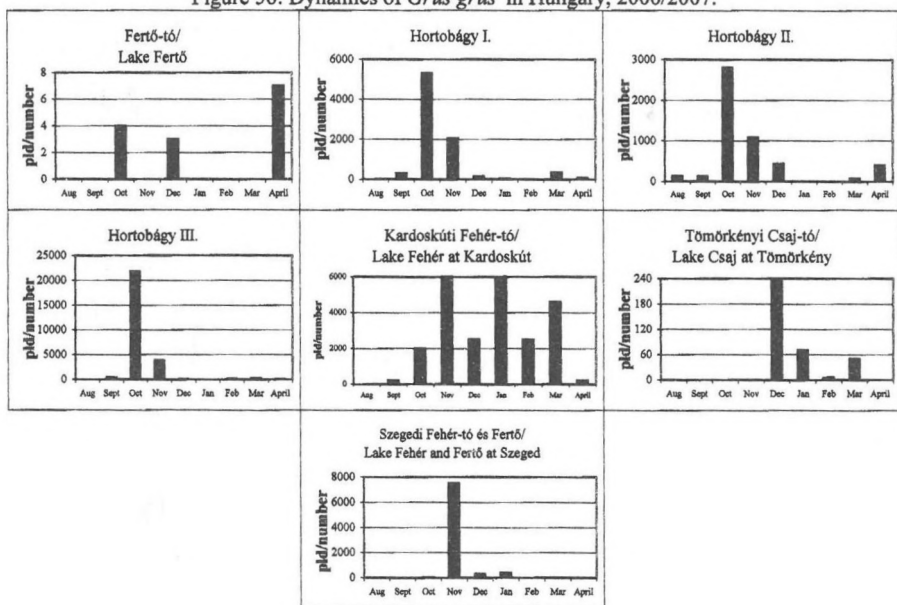 Figure Dynamics of Grus grus in Hungary, 2006/2007.
Fertő-tó/
Lake Fertő
pld/number
8
6
4
2
0
Aug Sept Oct Nov Dec Jan Feb Mar April
Hortobágy I.
pld/number
6000
4000
2000
0
Aug Sept Oct Nov Dec Jan Feb Mar April
Hortobágy II.
pld/number
3000
2000
1000
0
Aug Sept Oct Nov Dec Jan Feb Mar April
Hortobágy III.
pld/number
25000
20000
15000
10000
5000
0
Aug Sept Oct Nov Dec Jan Feb Mar April
Kardoskúti Fehér-tó/
Lake Fehér at Kardoskút
pld/number
6000
4000
2000
0
Aug Sept Oct Nov Dec Jan Feb Mar April
Tömörkényi Csaj-tó/
Lake Csaj at Tömörkény
pld/number
240
180
120
60
0
Aug Sept Oct Nov Dec Jan Feb Mar April
Szegedi Fehér-tó és Fertő/
Lake Fehér and Fertő at Szeged
pld/number
8000
6000
4000
2000
0
Aug Sept Oct Nov Dec Jan Feb Mar April